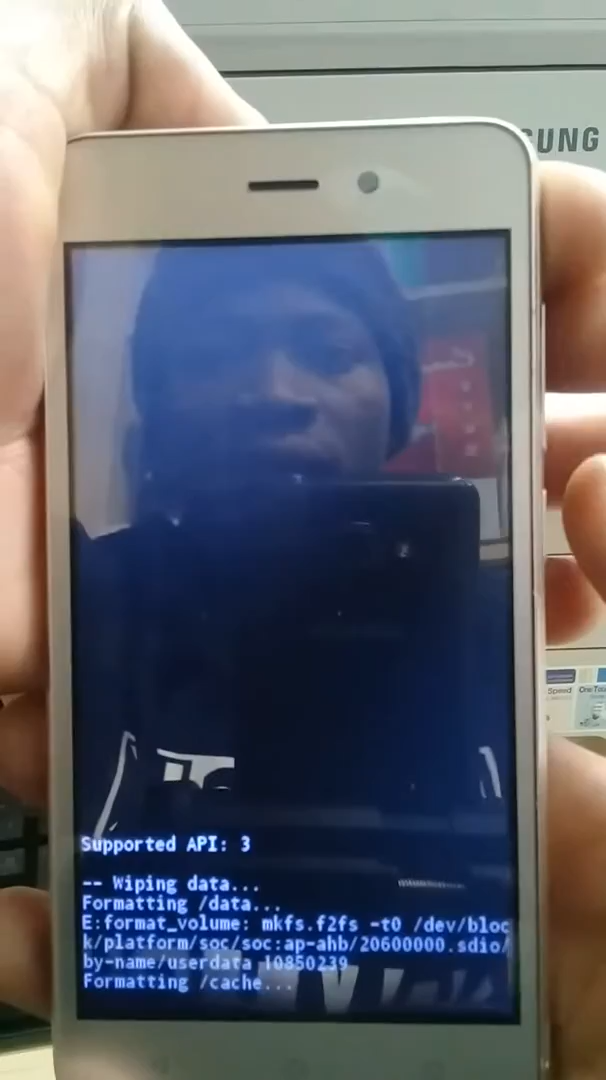 SUNG
Speed
Supported API: 3
-- Wiping data...
Formatting /data...
E:format_volume: mkfs.f2fs -t0 /dev/bloc
k/platform/soc/soc:ap-ahb/20600000.sdio/
by-name/userdata 10850239
Formatting /cache...